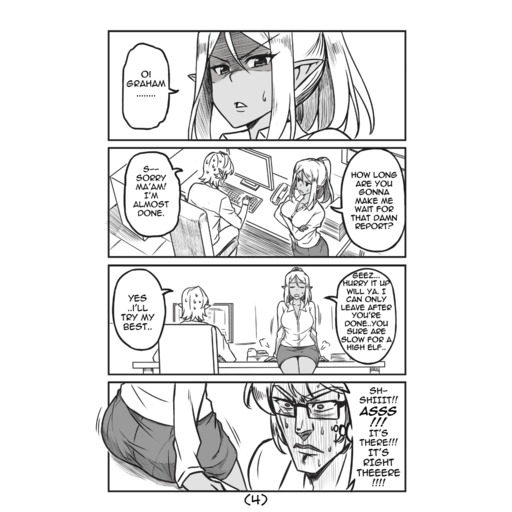 OI
GRAHAM
........
S--
SORRY
MA'AM!
I'M
ALMOST
DONE.
HOW LONG
ARE YOU
GONNA
MAKE ME
WAIT FOR
THAT DAMN
REPORT?
YES
..I'LL
TRY MY
BEST..
GEEZ...
HURRY IT UP
WILL YA. I
CAN ONLY
LEAVE AFTER
YOU'RE
DONE..YOU
SURE ARE
SLOW FOR A
HIGH ELF..
SH-
SHIIIT!!
ASSS
!!!
IT'S
THERE!!!
IT'S
RIGHT
THEEERE
!!!!
(4)